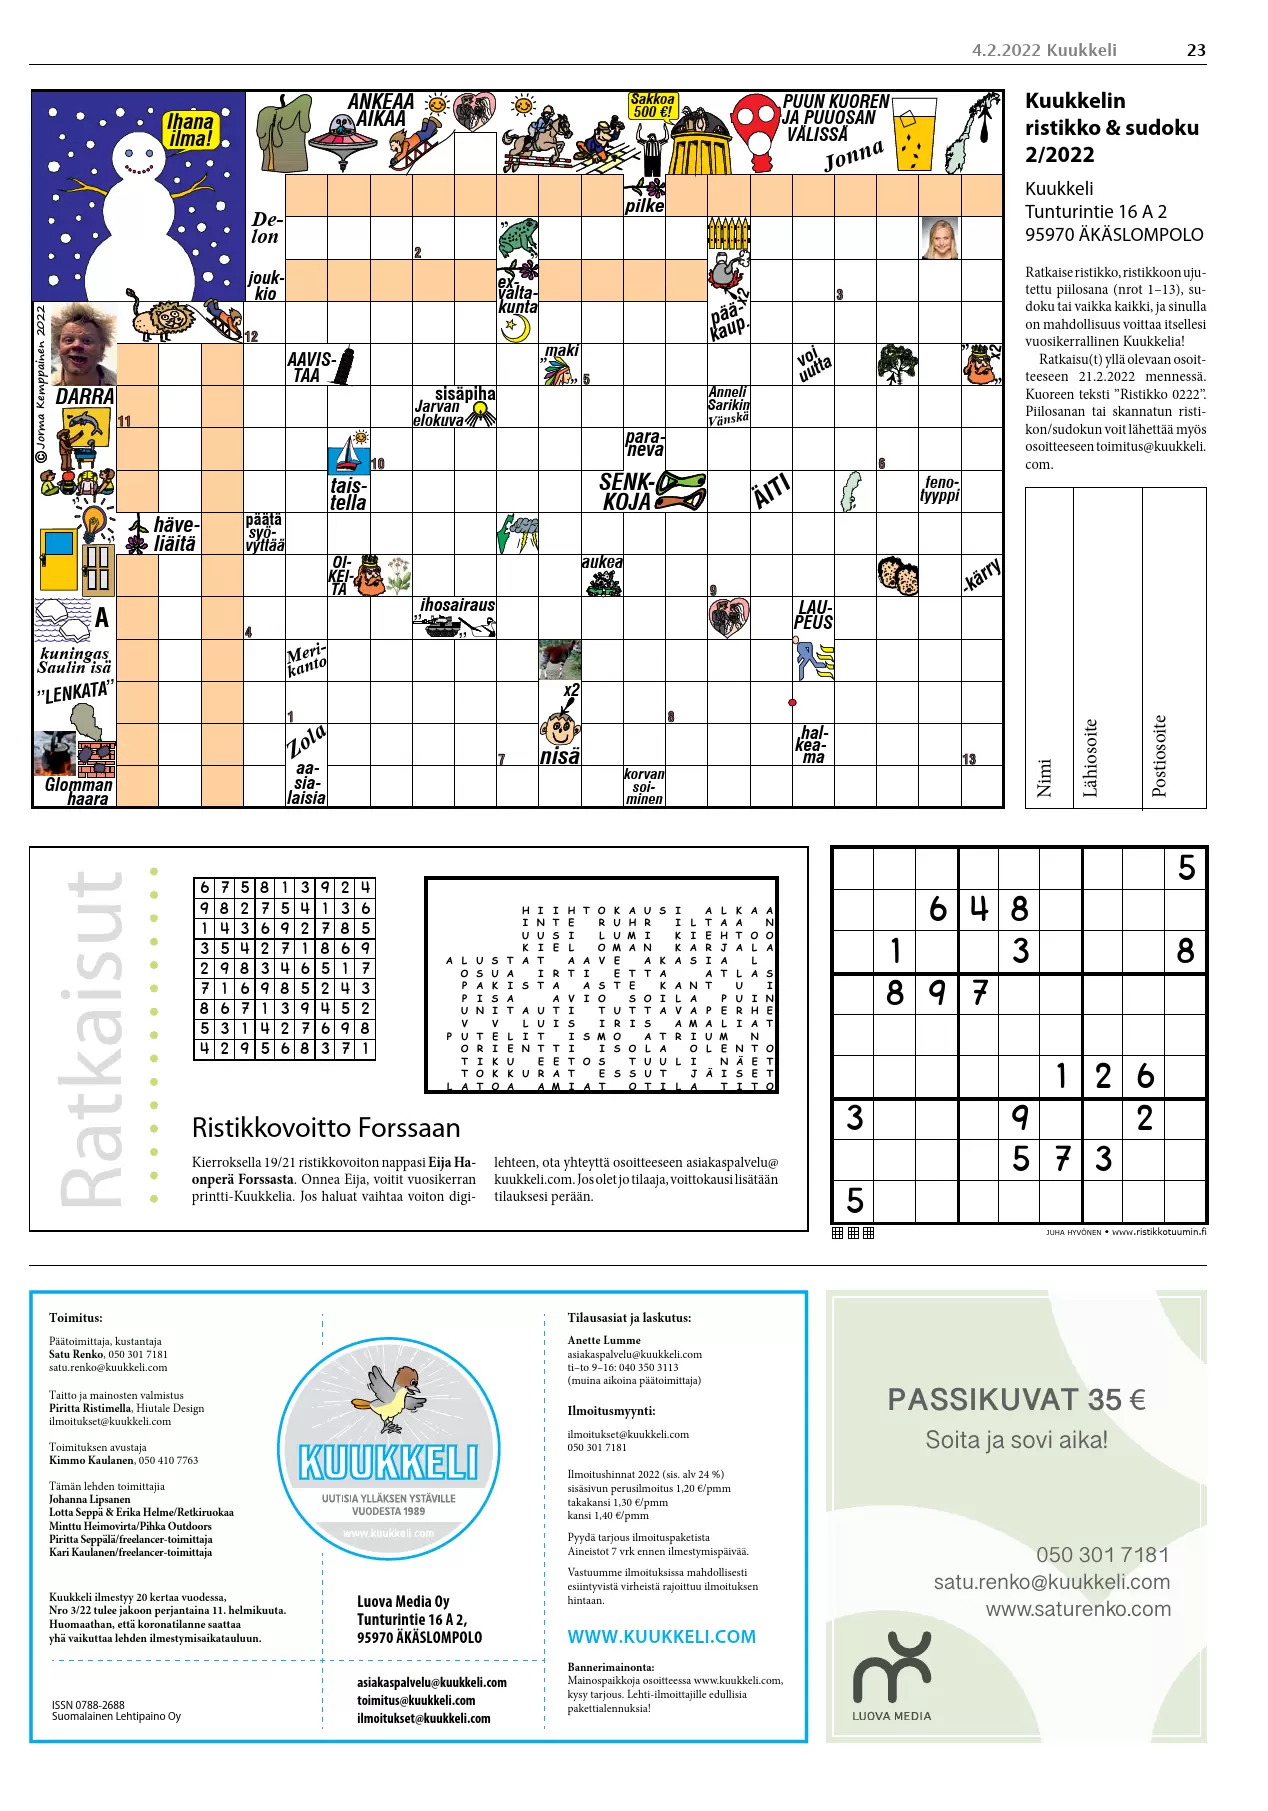 4.2.2022 Kuukkeli 23
Ihana
ilma!
ANKEAA
AIKAA
Sakkoa
500 €!
PUUN KUOREN
JA PUUOSAN
VÄLISSÄ
Jonna
De-
lon
pilke
2
jouk-
kio
ex-
valta-
kunta
x2
pää-
kaup.
3
12
© Jorma Kemppainen 2022
AAVIS-
TAA
maki
5
voi
uutta
x2
DARRA
11
sisäpiha
Jarvan
elokuva
Anneli
Sarikin
Vänskä
10
para-
neva
6
tais-
tella
SENK-
KOJA
ÄITI
feno-
tyyppi
häve-
liäitä
päätä
syö-
vyttää
OI-
KEI-
TA
aukea
9
-kärry
A
4
ihosairaus
LAU-
PEUS
kuningas
Saulin isä
Meri-
kanto
"LENKATA"
1
x2
8
Zola
7
nisä
hal-
kea-
ma
13
Glomman
haara
aa-
sia-
laisia
korvan
soi-
minen
Kuukkelin
ristikko & sudoku
2/2022
Kuukkeli
Tunturintie 16 A 2
95970 ÄKÄSLOMPOLO
Ratkaise ristikko, ristikkoon uju-
tettu piilosana (nrot 1–13), su-
doku tai vaikka kaikki, ja sinulla
on mahdollisuus voittaa itsellesi
vuosikerrallinen Kuukkelia!
Ratkaisu(t) yllä olevaan osoit-
teeseen 21.2.2022 mennessä.
Kuoreen teksti ”Ristikko 0222”.
Piilosanan tai skannatun risti-
kon/sudokun voit lähettää myös
osoitteeseen toimitus@kuukkeli.
com.
Nimi
Lähiosoite
Postiosoite
Ratkaisut
6 7 5 8 1 3 9 2 4
9 8 2 7 5 4 1 3 6
1 4 3 6 9 2 7 8 5
3 5 4 2 7 1 8 6 9
2 9 8 3 4 6 5 1 7
7 1 6 9 8 5 2 4 3
8 6 7 1 3 9 4 5 2
5 3 1 4 2 7 6 9 8
4 2 9 5 6 8 3 7 1
HIIHTOKAUSI ALKAA
INTE RUHR ILTAA N
UUSI LUMI KIEHTOO
KIEL OMAN KARJALA
ALUSTAT AAVE AKASIA L
OSUA IRTI ETTA ATLAS
PAKISTA ASTE KANT U I
PISA AVIO SOILA PUIN
UNITAUTI TUTTAVAPERHE
V V LUIS IRIS AMALIAT
PUTELIT ISMO ATRIUM N
ORIENTTI ISOLA OLENTO
TIKU EETOS TUULI NÄET
TOKKURAT ESSUT JÄISET
LATOA AMIAT OTILA TITO
Ristikkovoitto Forssaan
Kierroksella 19/21 ristikkovoiton nappasi Eija Ha-
onperä Forssasta. Onnea Eija, voitit vuosikerran
printti-Kuukkelia. Jos haluat vaihtaa voiton digi-
lehteen, ota yhteyttä osoitteeseen asiakaspalvelu@
kuukkeli.com. Jos olet jo tilaaja, voittokausi lisätään
tilauksesi perään.
5
6 4 8
1 3 8
8 9 7
1 2 6
3 9 2
5 7 3
5
JUHA HYVÖNEN • www.ristikkotuumin.fi
Toimitus:
Päätoimittaja, kustantaja
Satu Renko, 050 301 7181
satu.renko@kuukkeli.com
Taitto ja mainosten valmistus
Piritta Ristimella, Hiutale Design
ilmoitukset@kuukkeli.com
Toimituksen avustaja
Kimmo Kaulanen, 050 410 7763
Tämän lehden toimittajia
Johanna Lipsanen
Lotta Seppä & Erika Helme/Retkiruokaa
Minttu Heimovirta/Pihka Outdoors
Piritta Seppälä/freelancer-toimittaja
Kari Kaulanen/freelancer-toimittaja
Kuukkeli ilmestyy 20 kertaa vuodessa,
Nro 3/22 tulee jakoon perjantaina 11. helmikuuta.
Huomaathan, että koronatilanne saattaa
yhä vaikuttaa lehden ilmestymisaikatauluun.
ISSN 0788-2688
Suomalainen Lehtipaino Oy
KUUKKELI
UUTISIA YLLÄKSEN YSTÄVILLE
VUODESTA 1989
www.kuukkeli.com
Luova Media Oy
Tunturintie 16 A 2,
95970 ÄKÄSLOMPOLO
asiakaspalvelu@kuukkeli.com
toimitus@kuukkeli.com
ilmoitukset@kuukkeli.com
Tilausasiat ja laskutus:
Anette Lumme
asiakaspalvelu@kuukkeli.com
ti–to 9–16: 040 350 3113
(muina aikoina päätoimittaja)
Ilmoitusmyynti:
ilmoitukset@kuukkeli.com
050 301 7181
Ilmoitushinnat 2022 (sis. alv 24 %)
sisäsivun perusilmoitus 1,20 €/pmm
takakansi 1,30 €/pmm
kansi 1,40 €/pmm
Pyydä tarjous ilmoituspaketista
Aineistot 7 vrk ennen ilmestymispäivää.
Vastuumme ilmoituksissa mahdollisesti
esiintyvistä virheistä rajoittuu ilmoituksen
hintaan.
WWW.KUUKKELI.COM
Bannerimainonta:
Mainospaikkoja osoitteessa www.kuukkeli.com,
kysy tarjous. Lehti-ilmoittajille edullisia
pakettialennuksia!
PASSIKUVAT 35 €
Soita ja sovi aika!
050 301 7181
satu.renko@kuukkeli.com
www.saturenko.com
LUOVA MEDIA